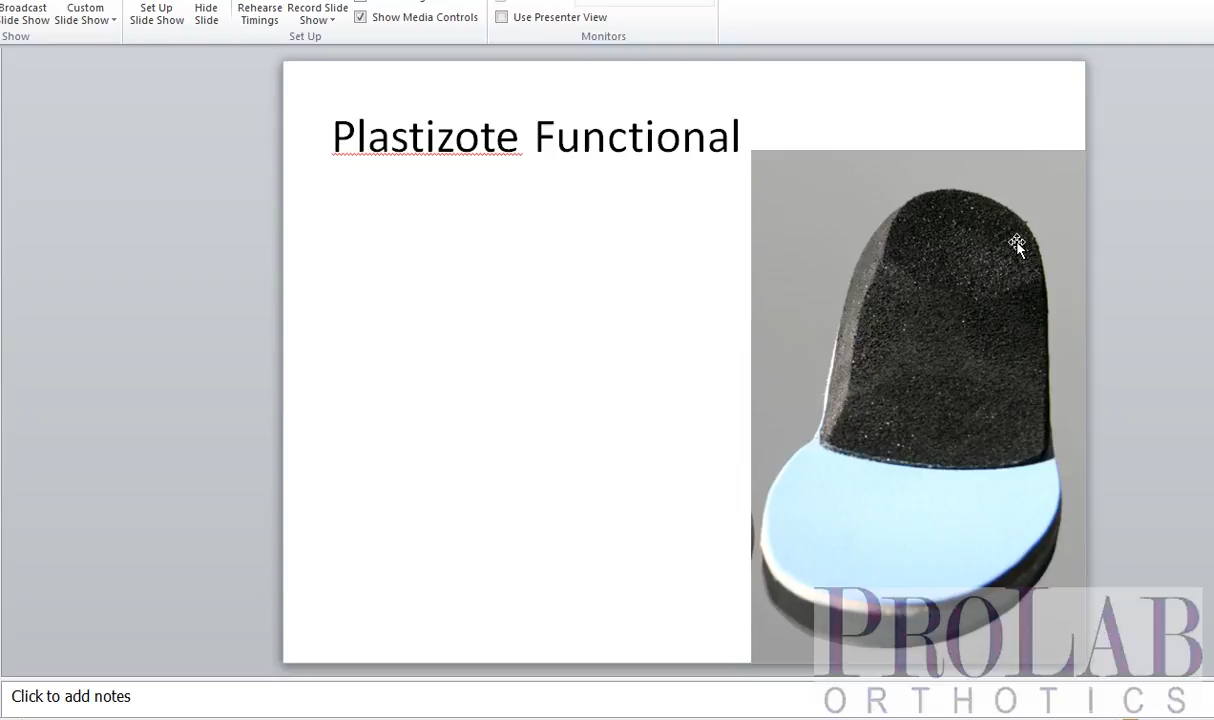 Broadcast
Slide Show
Custom
Slide Show
Show
Set Up
Slide Show
Hide
Slide
Rehearse
Timings
Record Slide
Show
Show Media Controls
Set Up
Use Presenter View
Monitors
Plastizote Functional
PROLAB
ORTHOTICS
Click to add notes